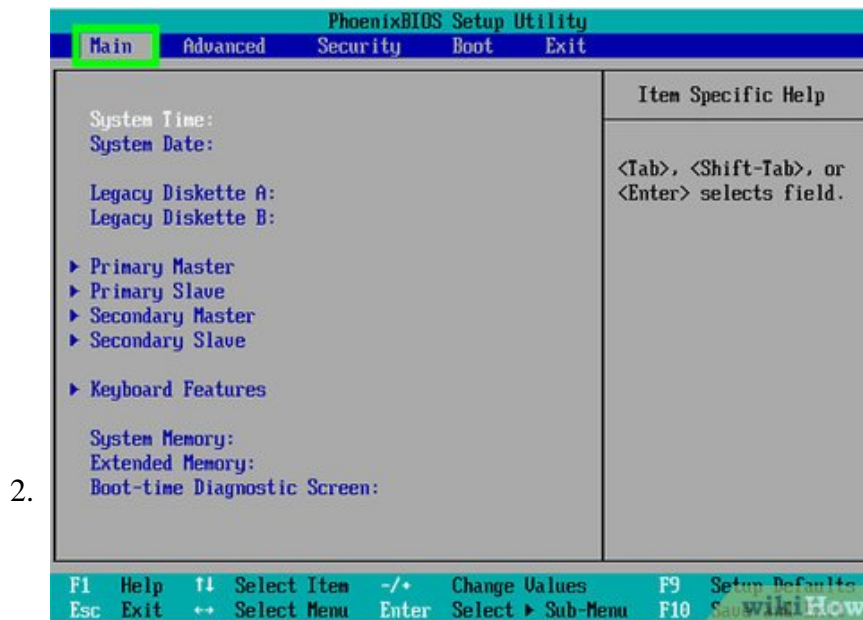 PhoenixBIOS Setup Utility
Main Advanced Security Boot Exit
Item Specific Help
System Time:
System Date:
<Tab>, <Shift-Tab>, or
<Enter> selects field.
Legacy Diskette A:
Legacy Diskette B:
▶ Primary Master
▶ Primary Slave
▶ Secondary Master
▶ Secondary Slave
▶ Keyboard Features
System Memory:
Extended Memory:
Boot-time Diagnostic Screen:
2.
F1 Help ↑↓ Select Item -/+ Change Values F9 Setup Defaults
Esc Exit ↔ Select Menu Enter Select ▶ Sub-Menu F10
wikiHow